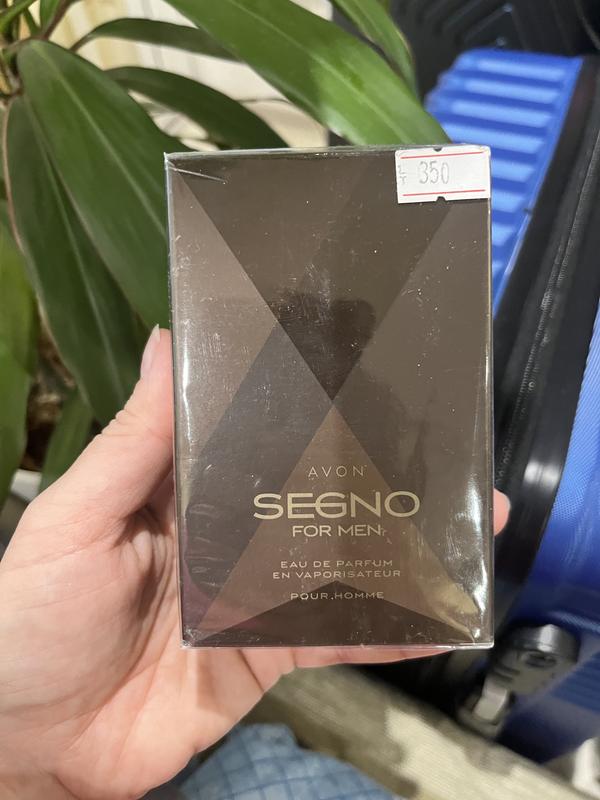 350
AVON
SEGNO
FOR MEN
EAU DE PARFUM
EN VAPORISATEUR
POUR HOMME